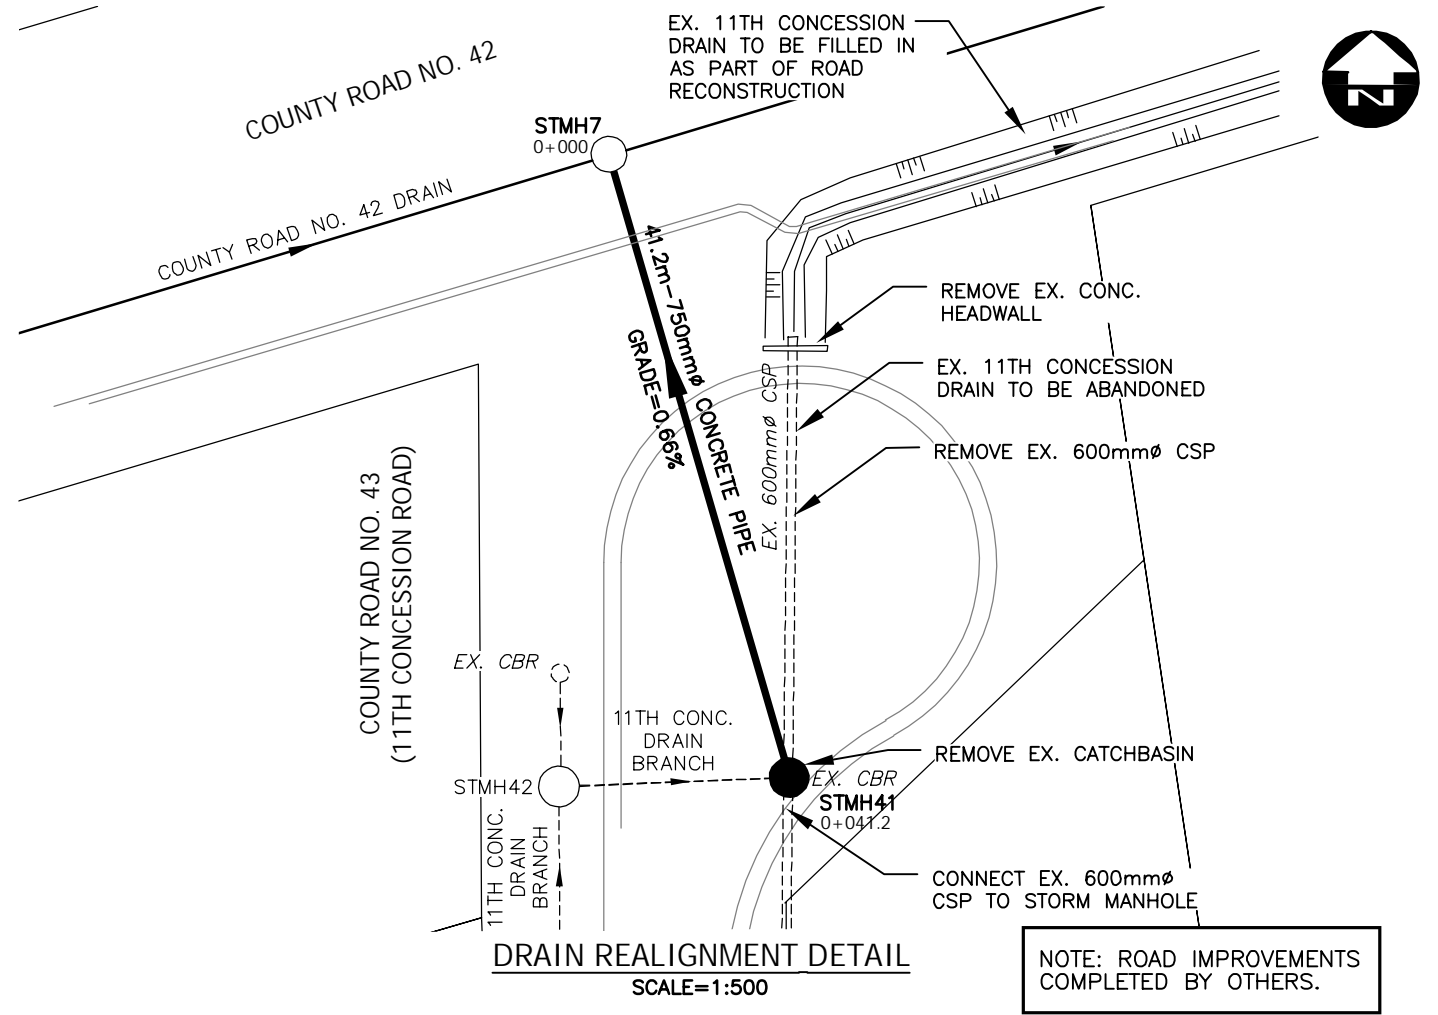 EX. 11TH CONCESSION
DRAIN TO BE FILLED IN
AS PART OF ROAD
RECONSTRUCTION
N
COUNTY ROAD NO. 42
STMH7
0+000
COUNTY ROAD NO. 42 DRAIN
41.2m-750mmø CONCRETE PIPE
GRADE=0.66%
REMOVE EX. CONC.
HEADWALL
EX. 11TH CONCESSION
DRAIN TO BE ABANDONED
EX. 600mmø CSP
REMOVE EX. 600mmø CSP
COUNTY ROAD NO. 43
(11TH CONCESSION ROAD)
EX. CBR
11TH CONC.
DRAIN
BRANCH
STMH42
REMOVE EX. CATCHBASIN
EX. CBR
STMH41
0+041.2
11TH CONC.
DRAIN
BRANCH
CONNECT EX. 600mmø
CSP TO STORM MANHOLE
DRAIN REALIGNMENT DETAIL
SCALE=1:500
NOTE: ROAD IMPROVEMENTS
COMPLETED BY OTHERS.